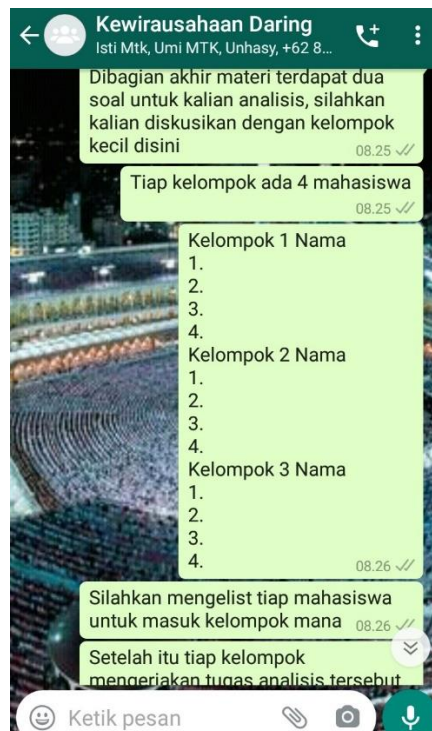 Kewirausahaan Daring
Isti Mtk, Umi MTK, Unhasy, +62 8...
Dibagian akhir materi terdapat dua
soal untuk kalian analisis, silahkan
kalian diskusikan dengan kelompok
kecil disini
08.25
Tiap kelompok ada 4 mahasiswa
08.25
Kelompok 1 Nama
1.
2.
3.
4.
Kelompok 2 Nama
1.
2.
3.
4.
Kelompok 3 Nama
1.
2.
3.
4.
08.26
Silahkan mengelist tiap mahasiswa
untuk masuk kelompok mana
08.26
Setelah itu tiap kelompok
mengerjakan tugas analisis tersebut
Ketik pesan